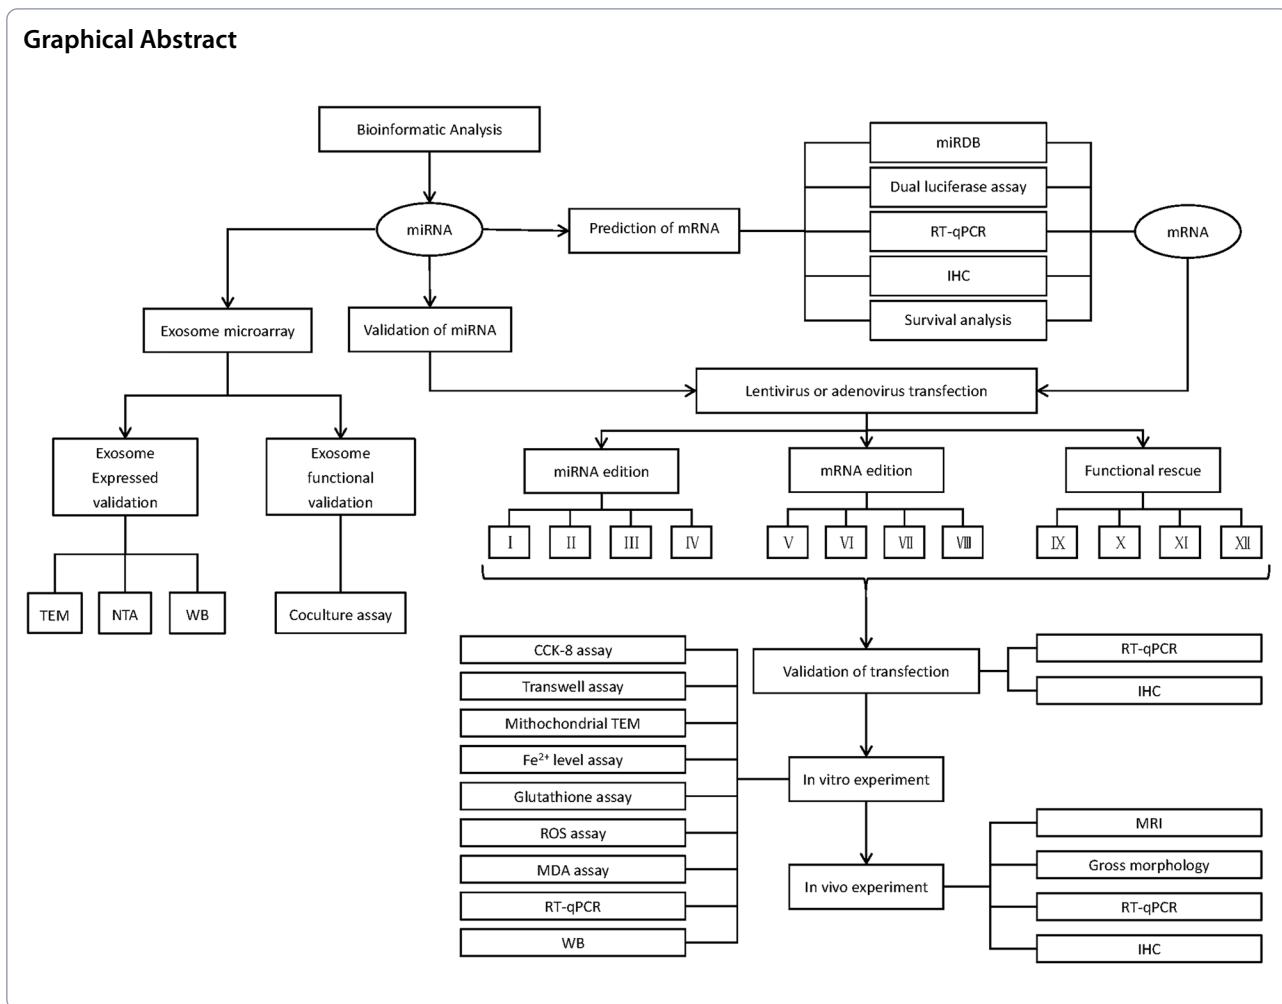 Graphical Abstract
Bioinformatic Analysis
miRNA
Prediction of mRNA
miRDB
Dual luciferase assay
RT-qPCR
IHC
Survival analysis
mRNA
Exosome microarray
Validation of miRNA
Lentivirus or adenovirus transfection
Exosome
Expressed
validation
Exosome
functional
validation
TEM
NTA
WB
Coculture assay
miRNA edition
mRNA edition
Functional rescue
Ⅰ
Ⅱ
Ⅲ
Ⅳ
Ⅴ
Ⅵ
Ⅶ
Ⅷ
Ⅸ
Ⅹ
Ⅺ
Ⅻ
Validation of transfection
RT-qPCR
IHC
CCK-8 assay
Transwell assay
Mithochondrial TEM
Fe²⁺ level assay
Glutathione assay
ROS assay
MDA assay
RT-qPCR
WB
In vitro experiment
In vivo experiment
MRI
Gross morphology
RT-qPCR
IHC